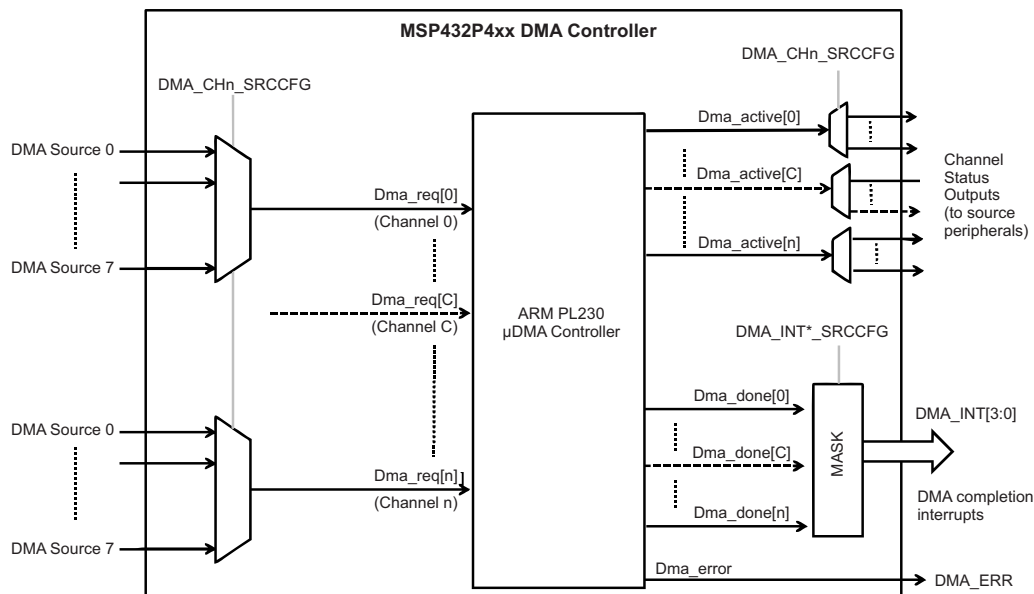 MSP432P4xx DMA Controller
DMA_CHn_SRCCFG
DMA_CHn_SRCCFG
DMA Source 0
DMA Source 7
Dma_req[0]
(Channel 0)
Dma_req[C]
(Channel C)
DMA Source 0
DMA Source 7
Dma_req[n]
(Channel n)
ARM PL230
µDMA Controller
Dma_active[0]
Dma_active[C]
Dma_active[n]
Channel
Status
Outputs
(to source
peripherals)
DMA_INT*_SRCCFG
Dma_done[0]
Dma_done[C]
Dma_done[n]
MASK
DMA_INT[3:0]
DMA completion
interrupts
Dma_error
DMA_ERR